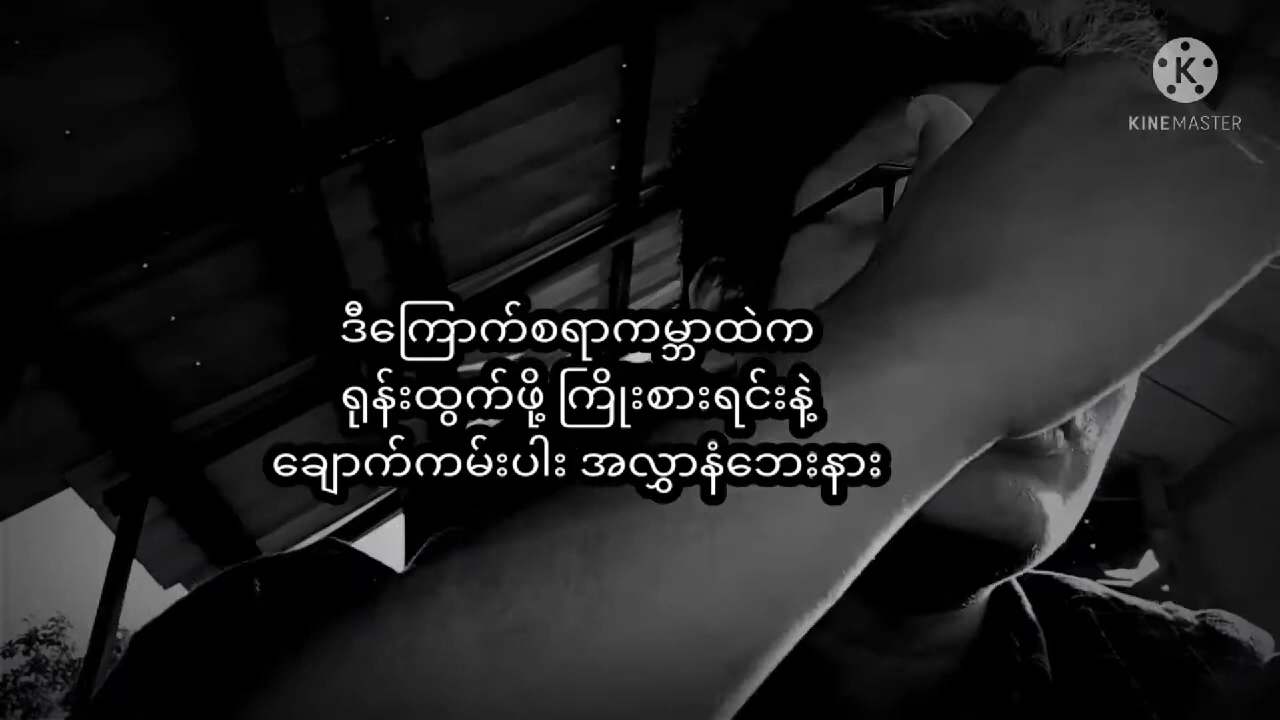 KINEMASTER
ဒီကြောက်စရာကမ္ဘာထဲက
ရုန်းထွက်ဖို့ ကြိုးစားရင်းနဲ့
ချောက်ကမ်းပါး အလွှာနံဘေးနား